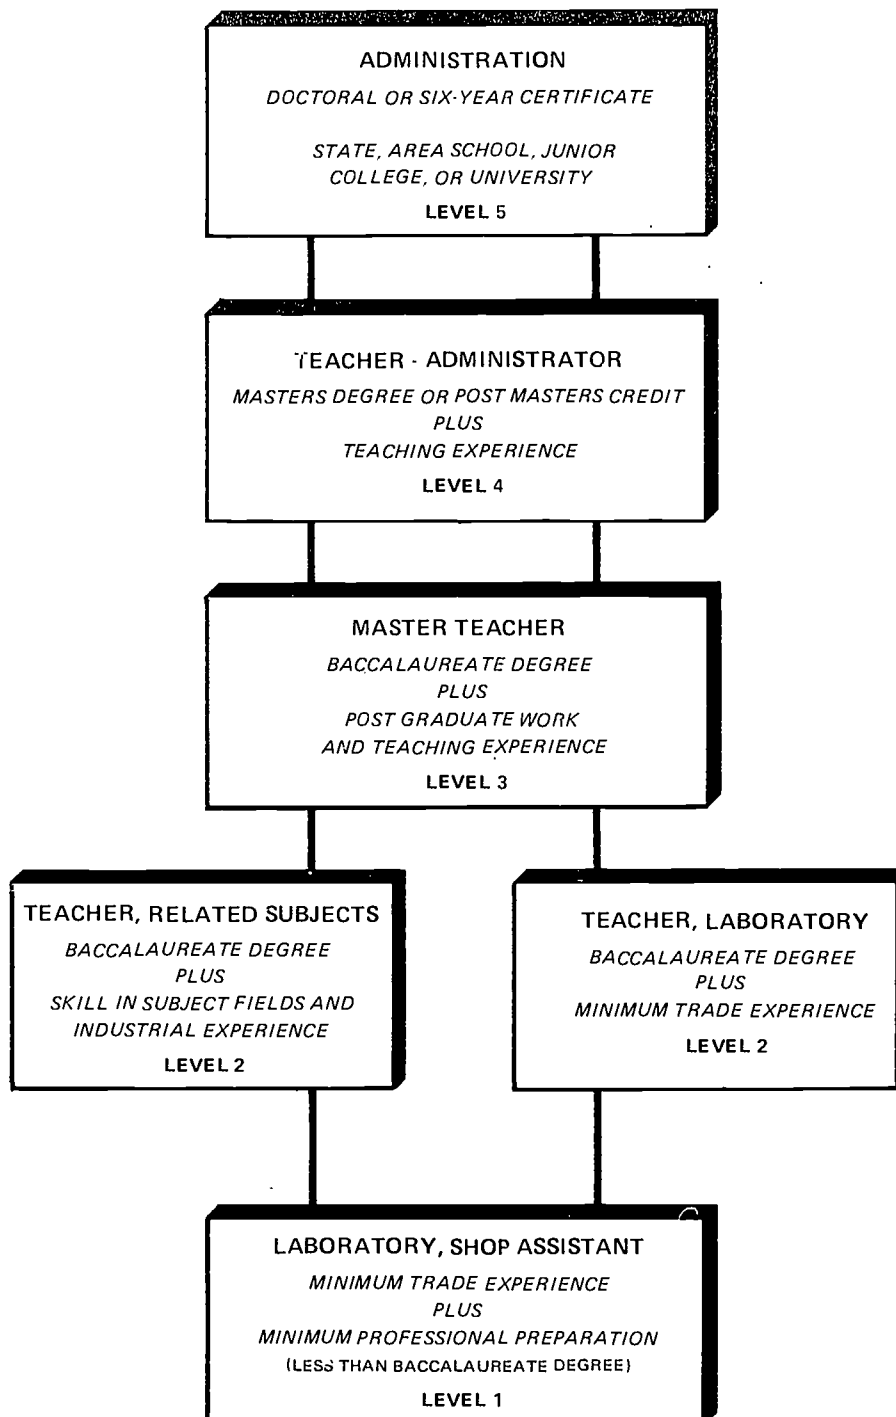 ADMINISTRATION
DOCTORAL OR SIX-YEAR CERTIFICATE
STATE, AREA SCHOOL, JUNIOR
COLLEGE, OR UNIVERSITY
LEVEL 5
TEACHER - ADMINISTRATOR
MASTERS DEGREE OR POST MASTERS CREDIT
PLUS
TEACHING EXPERIENCE
LEVEL 4
MASTER TEACHER
BACCALAUREATE DEGREE
PLUS
POST GRADUATE WORK
AND TEACHING EXPERIENCE
LEVEL 3
TEACHER, RELATED SUBJECTS
BACCALAUREATE DEGREE
PLUS
SKILL IN SUBJECT FIELDS AND
INDUSTRIAL EXPERIENCE
LEVEL 2
TEACHER, LABORATORY
BACCALAUREATE DEGREE
PLUS
MINIMUM TRADE EXPERIENCE
LEVEL 2
LABORATORY, SHOP ASSISTANT
MINIMUM TRADE EXPERIENCE
PLUS
MINIMUM PROFESSIONAL PREPARATION
(LESS THAN BACCALAUREATE DEGREE)
LEVEL 1